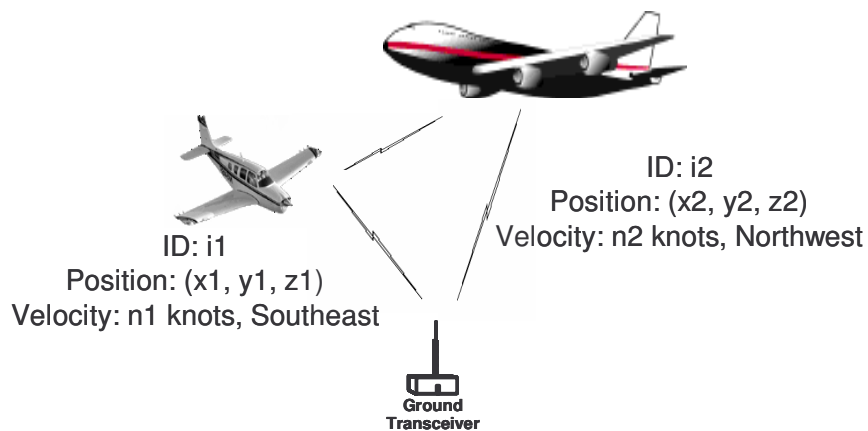 ID: i1
Position: (x1, y1, z1)
Velocity: n1 knots, Southeast
ID: i2
Position: (x2, y2, z2)
Velocity: n2 knots, Northwest
Ground
Transceiver